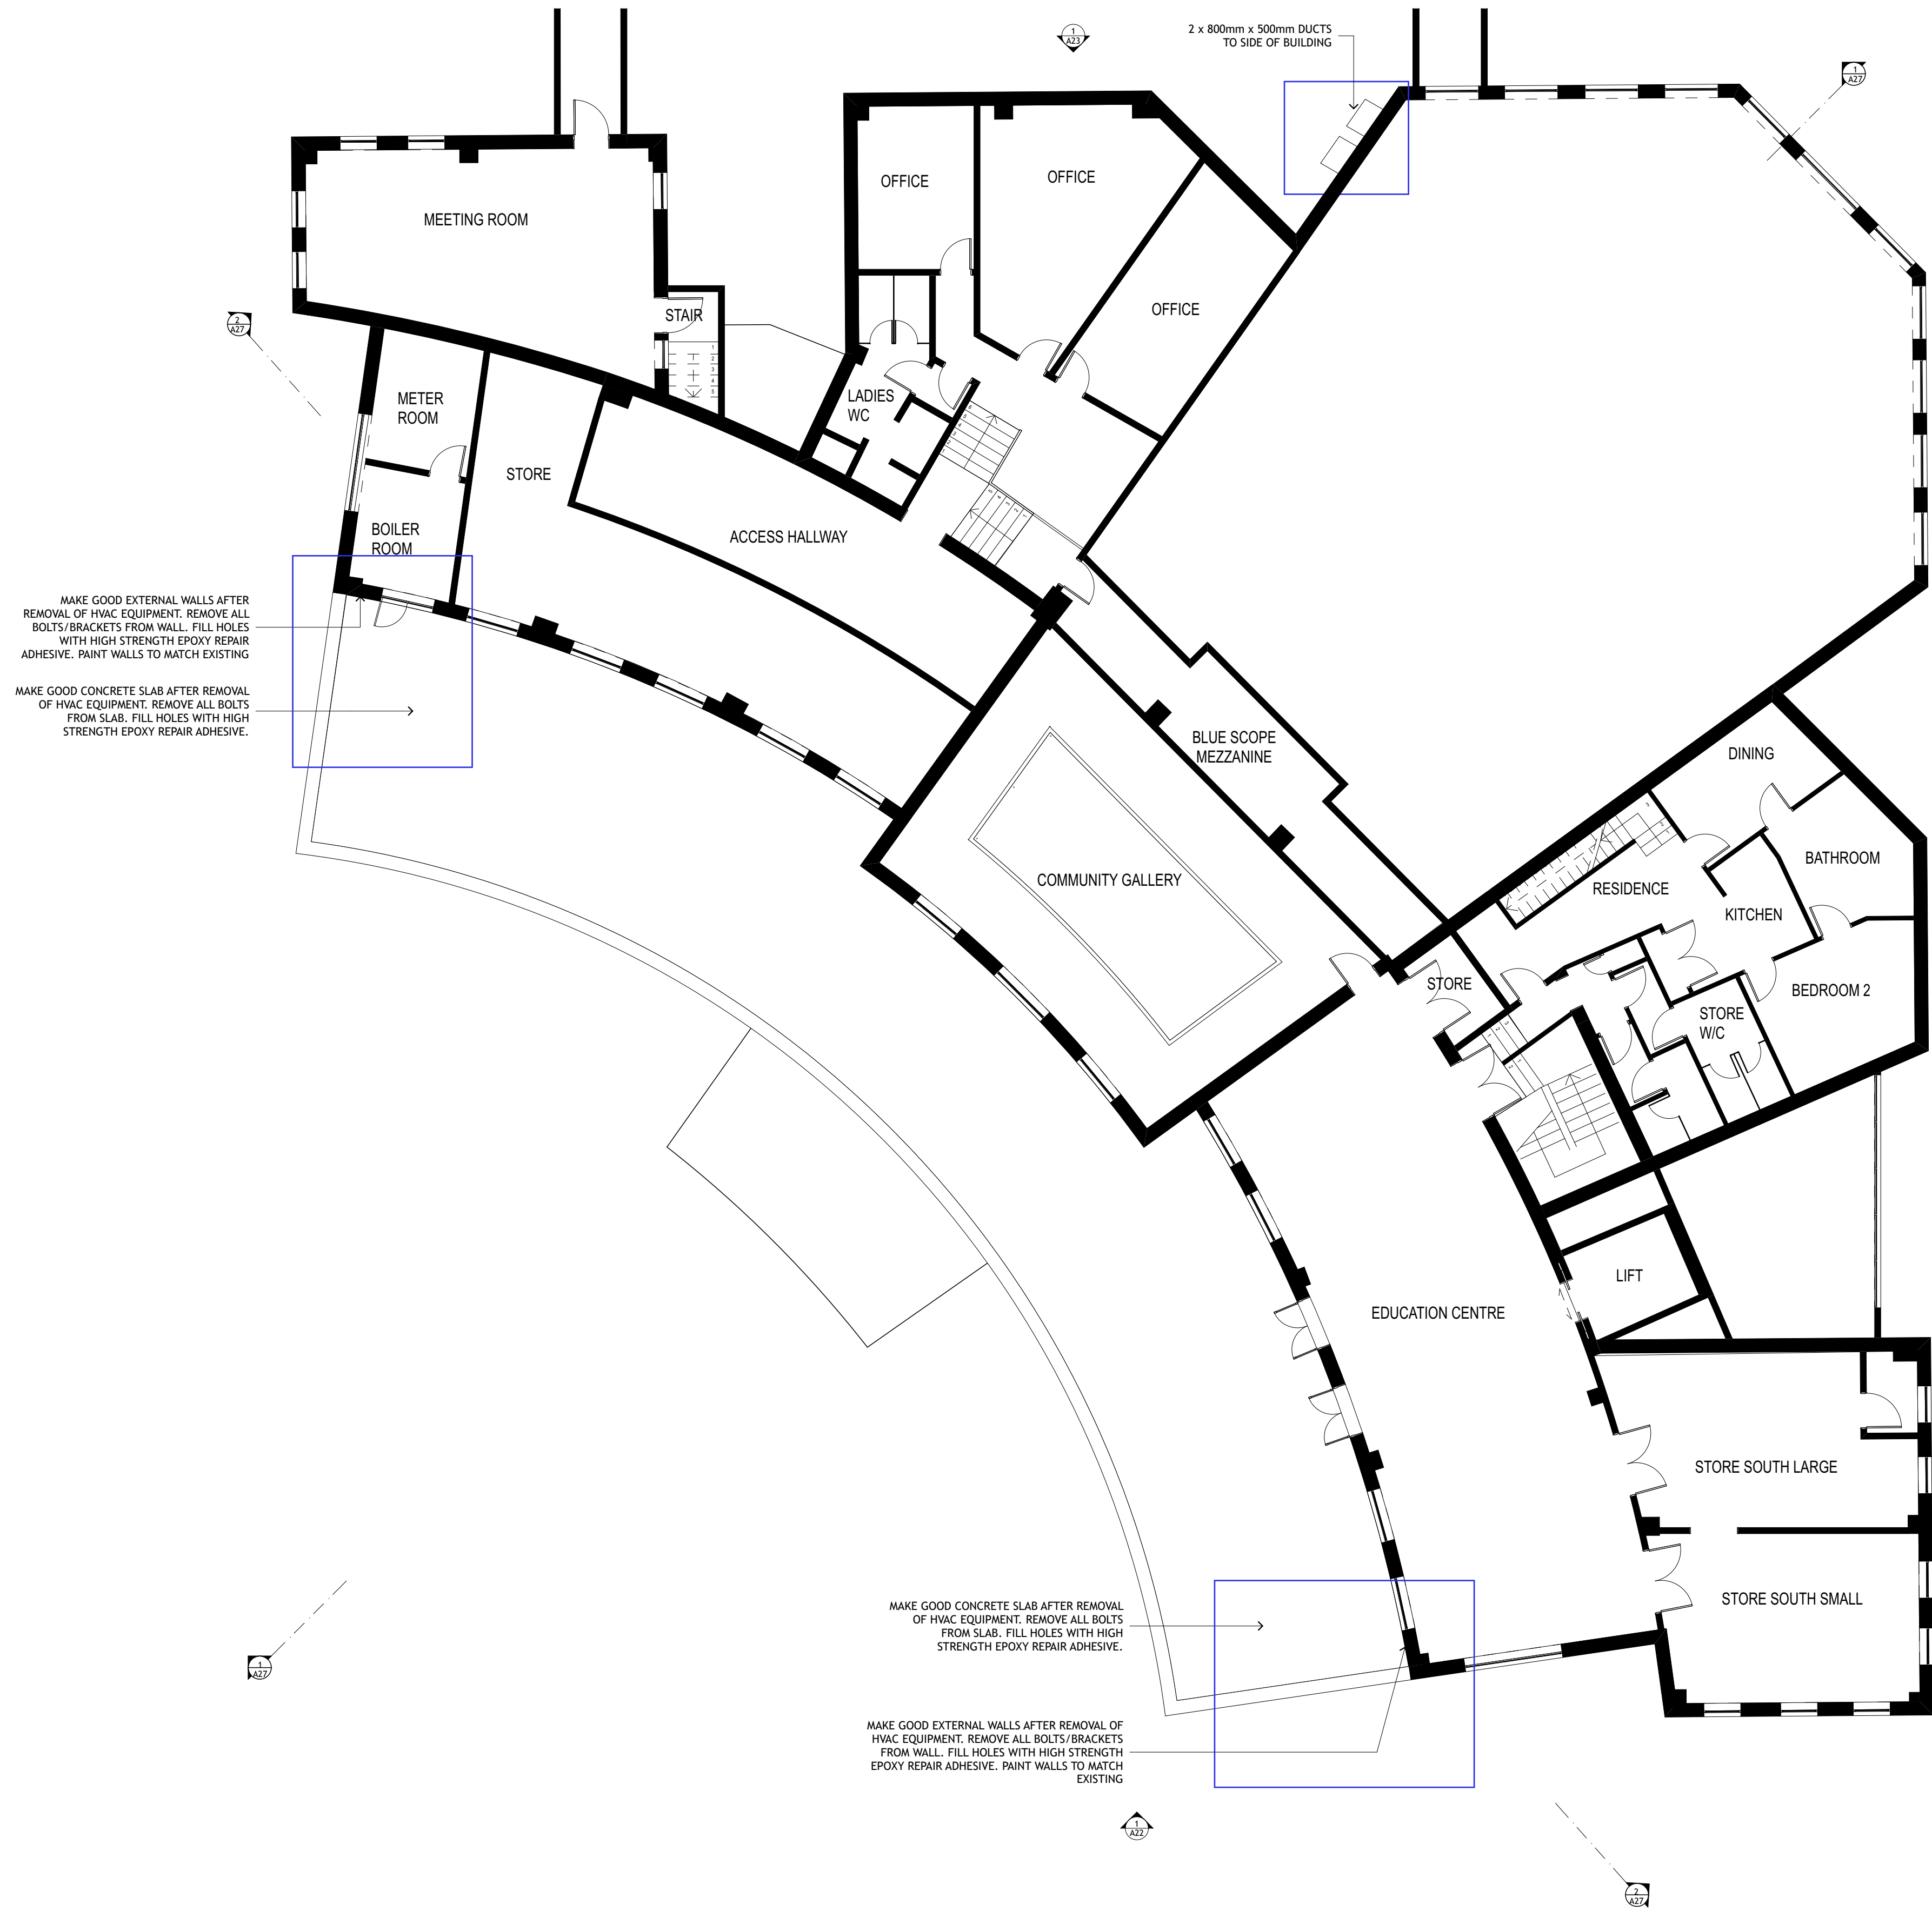 2 x 800mm x 500mm DUCTS
TO SIDE OF BUILDING
1
A23
1
A27
OFFICE
OFFICE
MEETING ROOM
OFFICE
STAIR
2
A27
1
2
3
4
5
METER
ROOM
LADIES
WC
STORE
BOILER
ROOM
ACCESS HALLWAY
MAKE GOOD EXTERNAL WALLS AFTER
REMOVAL OF HVAC EQUIPMENT. REMOVE ALL
BOLTS/BRACKETS FROM WALL. FILL HOLES
WITH HIGH STRENGTH EPOXY REPAIR
ADHESIVE. PAINT WALLS TO MATCH EXISTING
MAKE GOOD CONCRETE SLAB AFTER REMOVAL
OF HVAC EQUIPMENT. REMOVE ALL BOLTS
FROM SLAB. FILL HOLES WITH HIGH
STRENGTH EPOXY REPAIR ADHESIVE.
BLUE SCOPE
MEZZANINE
DINING
BATHROOM
COMMUNITY GALLERY
RESIDENCE
KITCHEN
STORE
BEDROOM 2
STORE
W/C
LIFT
EDUCATION CENTRE
STORE SOUTH LARGE
STORE SOUTH SMALL
MAKE GOOD CONCRETE SLAB AFTER REMOVAL
OF HVAC EQUIPMENT. REMOVE ALL BOLTS
FROM SLAB. FILL HOLES WITH HIGH
STRENGTH EPOXY REPAIR ADHESIVE.
1
A27
MAKE GOOD EXTERNAL WALLS AFTER REMOVAL OF
HVAC EQUIPMENT. REMOVE ALL BOLTS/BRACKETS
FROM WALL. FILL HOLES WITH HIGH STRENGTH
EPOXY REPAIR ADHESIVE. PAINT WALLS TO MATCH
EXISTING
1
A22
2
A27